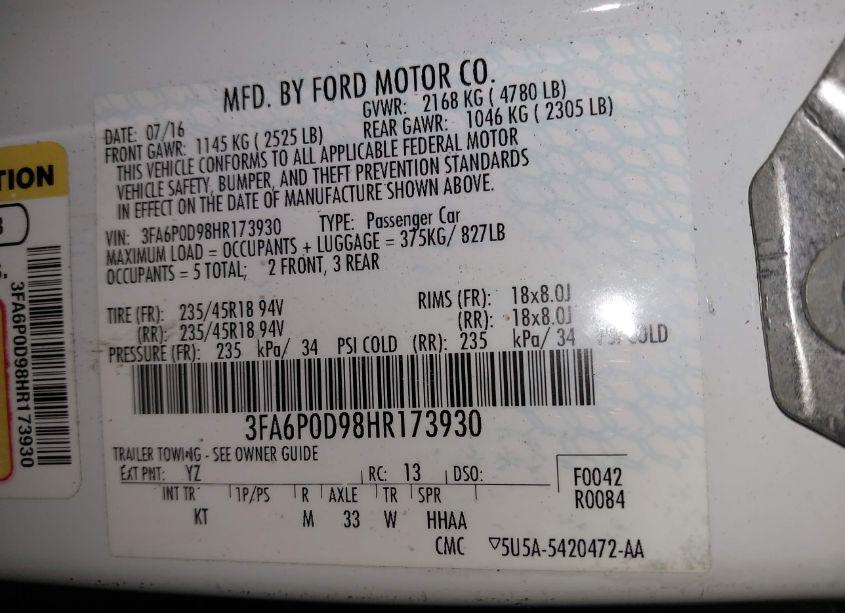 MFD. BY FORD MOTOR CO.
DATE: 07/16 GVWR: 2168 KG ( 4780 LB)
FRONT GAWR: 1145 KG ( 2525 LB) REAR GAWR: 1046 KG ( 2305 LB)
THIS VEHICLE CONFORMS TO ALL APPLICABLE FEDERAL MOTOR
VEHICLE SAFETY, BUMPER, AND THEFT PREVENTION STANDARDS
IN EFFECT ON THE DATE OF MANUFACTURE SHOWN ABOVE.
VIN: 3FA6P0D98HR173930 TYPE: Passenger Car
MAXIMUM LOAD = OCCUPANTS + LUGGAGE = 375KG/ 827LB
OCCUPANTS = 5 TOTAL; 2 FRONT, 3 REAR
TIRE (FR): 235/45R18 94V RIMS (FR): 18x8.0J
(RR): 235/45R18 94V (RR): 18x8.0J
PRESSURE (FR): 235 kPa/ 34 PSI COLD (RR): 235 kPa/ 34 PSI COLD
3FA6P0D98HR173930
TRAILER TOWING - SEE OWNER GUIDE
EXT PNT: YZ RC: 13 DSO: F0042
INT TR TP/PS R AXLE TR SPR R0084
KT M 33 W HHAA
CMC ▽5U5A-5420472-AA
TION
3FA6P0D98HR173930